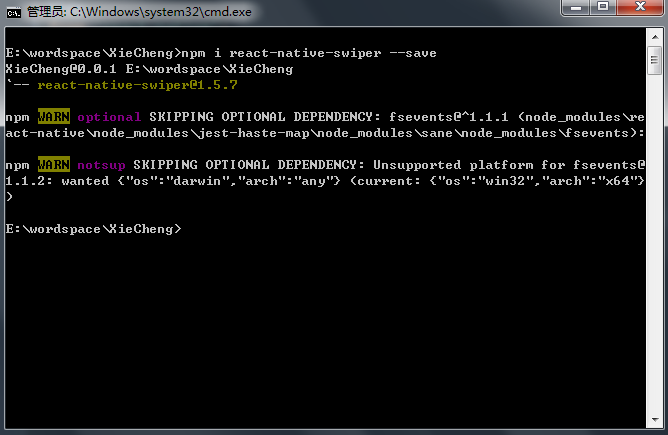 管理员: C:\Windows\system32\cmd.exe
E:\wordspace\XieCheng>npm i react-native-swiper --save
XieCheng@0.0.1 E:\wordspace\XieCheng
`-- react-native-swiper@1.5.7
npm WARN optional SKIPPING OPTIONAL DEPENDENCY: fsevents@^1.1.1 (node_modules\re
act-native\node_modules\jest-haste-map\node_modules\sane\node_modules\fsevents):
npm WARN notsup SKIPPING OPTIONAL DEPENDENCY: Unsupported platform for fsevents@
1.1.2: wanted {"os":"darwin","arch":"any"} (current: {"os":"win32","arch":"x64"}
)
E:\wordspace\XieCheng>